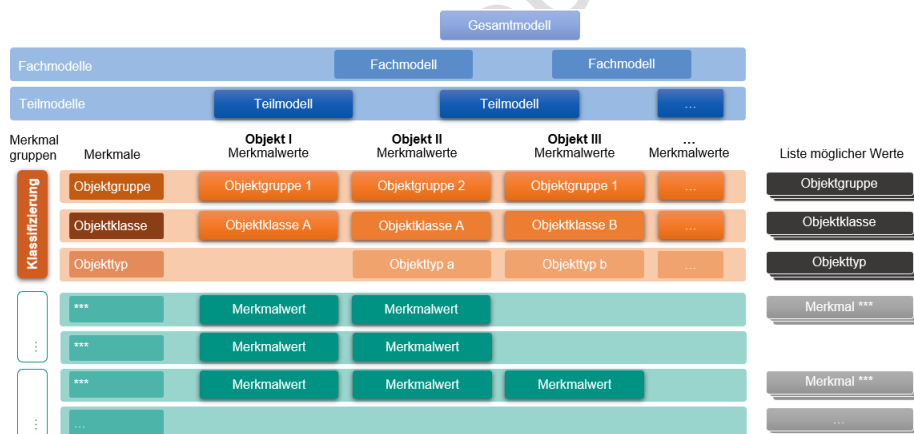 Gesamtmodell
Fachmodelle Fachmodell Fachmodell
Teilmodelle Teilmodell Teilmodell ...
Merkmal
gruppen
Merkmale
Objekt I
Merkmalwerte
Objekt II
Merkmalwerte
Objekt III
Merkmalwerte
...
Merkmalwerte
Liste möglicher Werte
Klassifizierung
Objektgruppe Objektgruppe 1 Objektgruppe 2 Objektgruppe 1 ... Objektgruppe
Objektklasse Objektklasse A Objektklasse A Objektklasse B ... Objektklasse
Objekttyp Objekttyp a Objekttyp b ... Objekttyp
*** Merkmalwert Merkmalwert Merkmal ***
... *** Merkmalwert Merkmalwert
*** Merkmalwert Merkmalwert Merkmalwert Merkmal ***
... ... ...